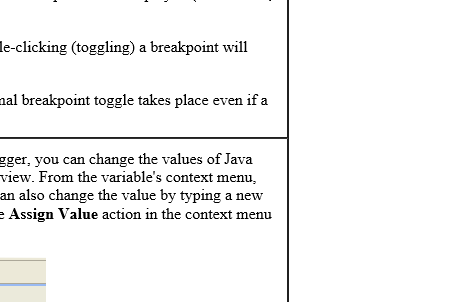 le-clicking (toggling) a breakpoint will
nal breakpoint toggle takes place even if a
gger, you can change the values of Java
view. From the variable's context menu,
an also change the value by typing a new
e Assign Value action in the context menu